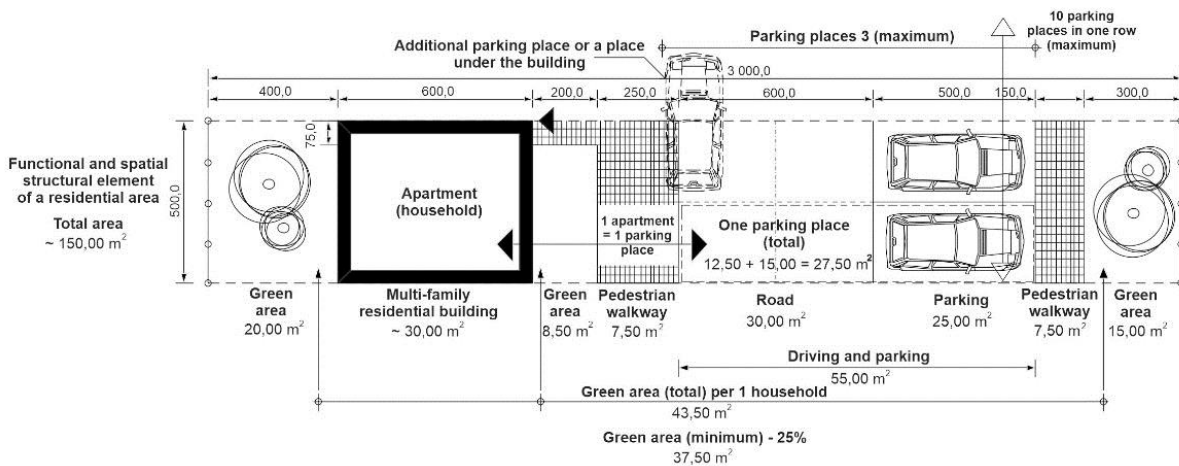 10 parking
places in one row
(maximum)
Parking places 3 (maximum)
Additional parking place or a place
under the building
3 000,0
400,0
600,0
200,0
250,0
600,0
500,0
150,0
300,0
75,0
500,0
Functional and spatial
structural element
of a residential area
Total area
~ 150,00 m²
Apartment
(household)
1 apartment
= 1 parking
place
One parking place
(total)
12,50 + 15,00 = 27,50 m²
Green
area
20,00 m²
Multi-family
residential building
~ 30,00 m²
Green
area
8,50 m²
Pedestrian
walkway
7,50 m²
Road
30,00 m²
Parking
25,00 m²
Pedestrian
walkway
7,50 m²
Green
area
15,00 m²
Driving and parking
55,00 m²
Green area (total) per 1 household
43,50 m²
Green area (minimum) - 25%
37,50 m²